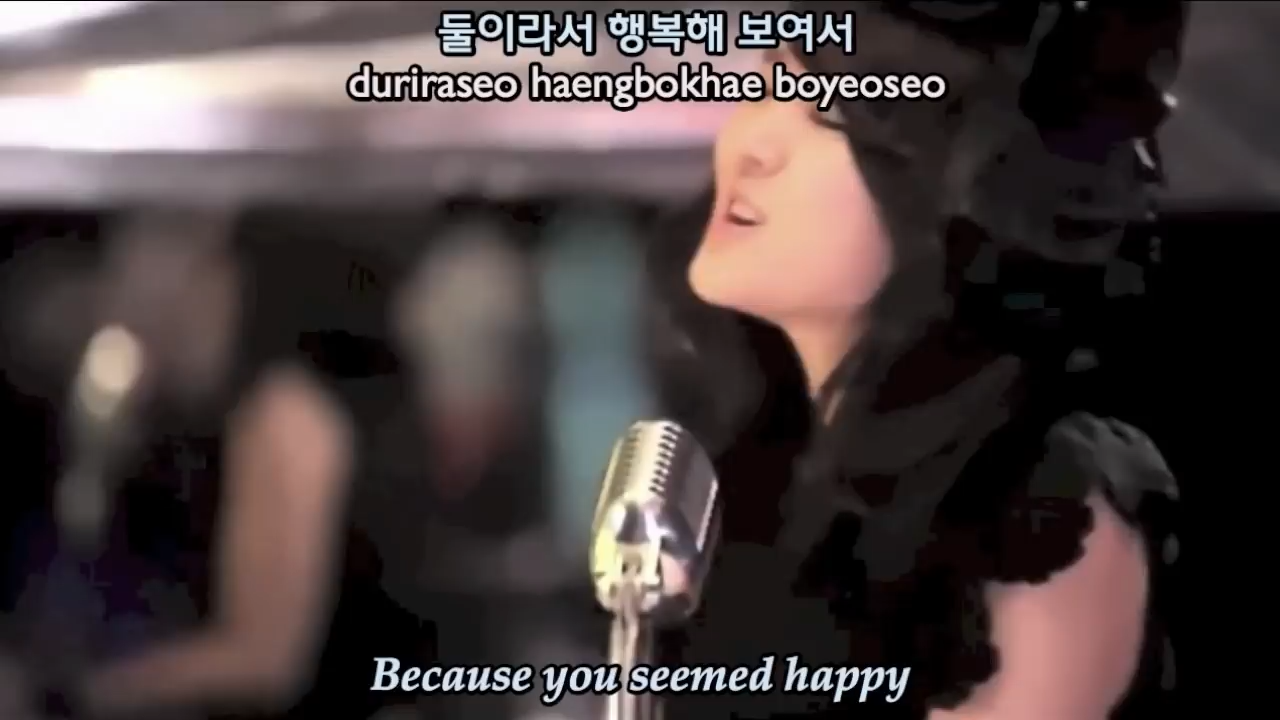 둘이라서 행복해 보여서
duriraseo haengbokhae boyeoseo
Because you seemed happy